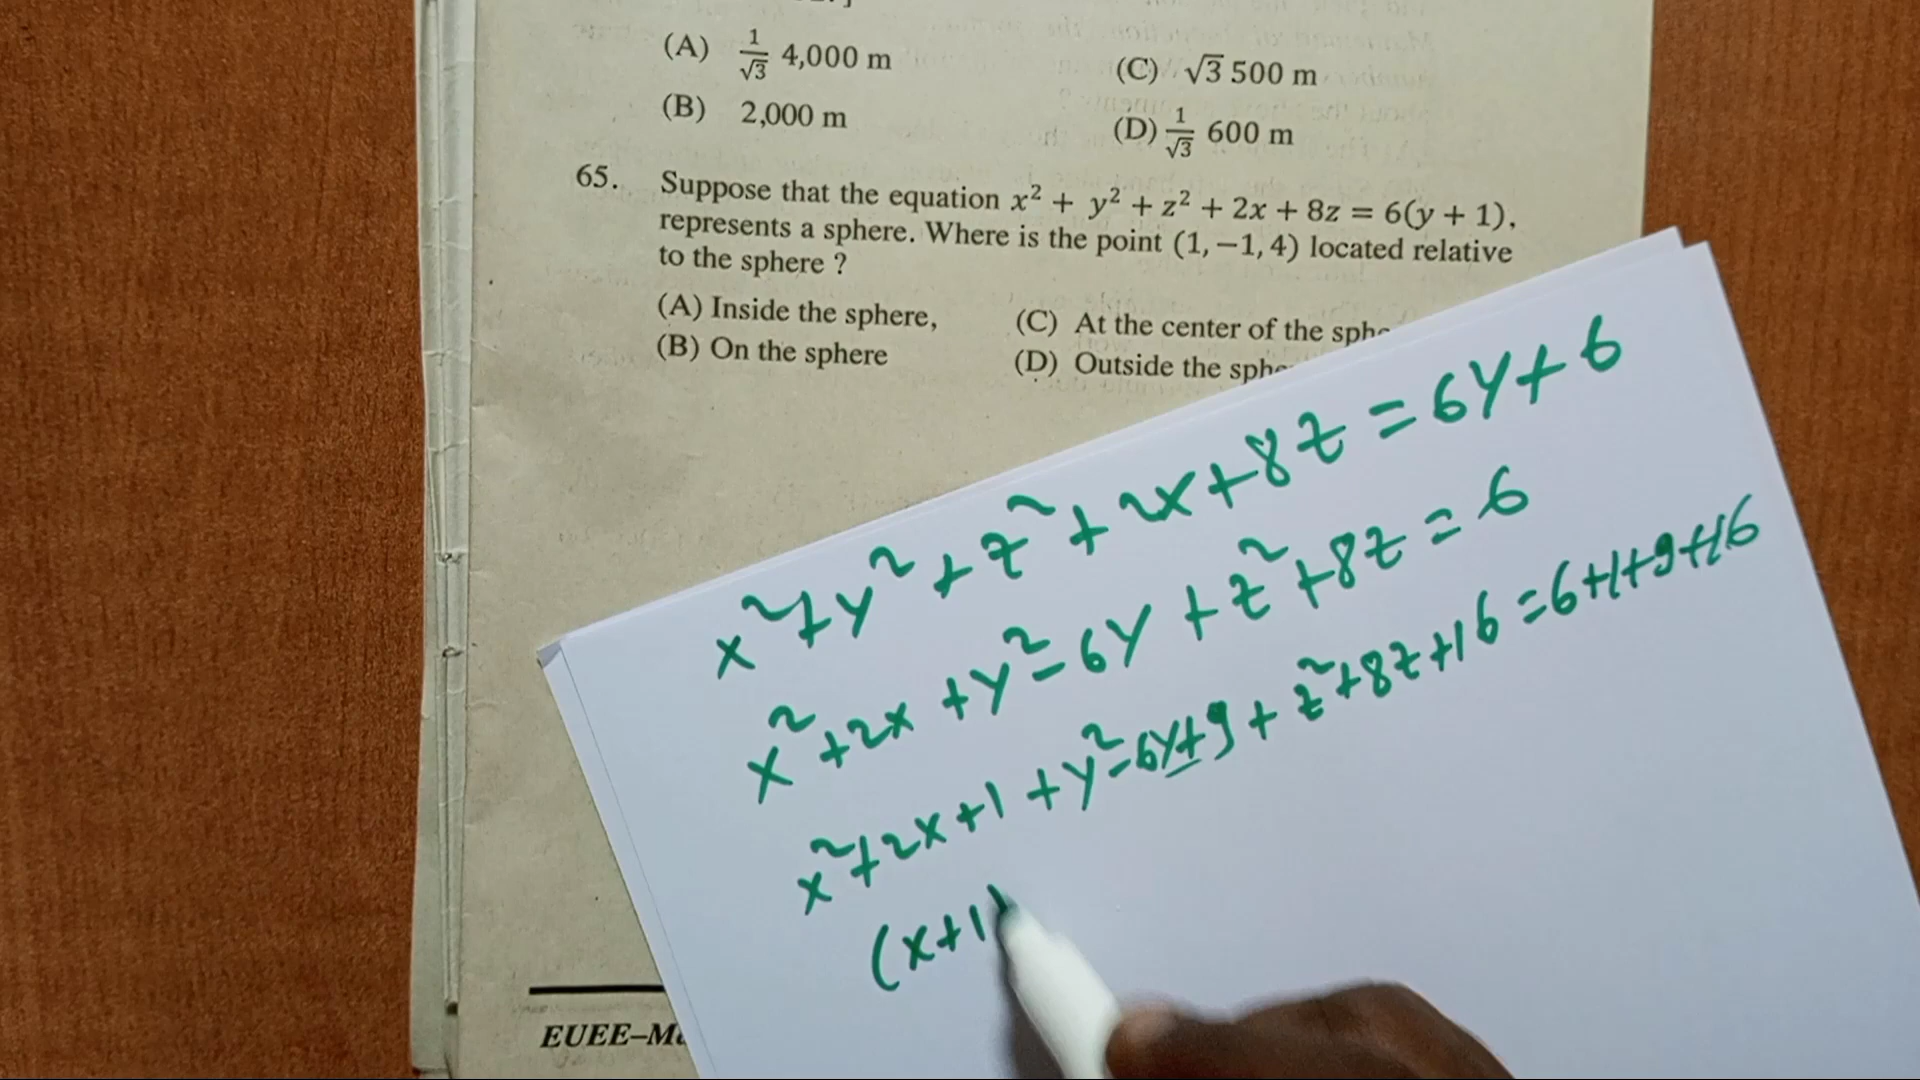 (A) 1/√3 4,000 m
(C) √3 500 m
(B) 2,000 m
(D) 1/√3 600 m
65. Suppose that the equation x² + y² + z² + 2x + 8z = 6(y + 1),
represents a sphere. Where is the point (1, −1, 4) located relative
to the sphere ?
(A) Inside the sphere,
(C) At the center of the
(B) On the sphere
(D) Outside the
x²+y²+z²+2x+8z=6y+6
x²+2x+y²-6y+z²+8z=6
x²+2x+1+y²-6y+9+z²+8z+16=6+1+9+16
(x+1)
EUEE–M